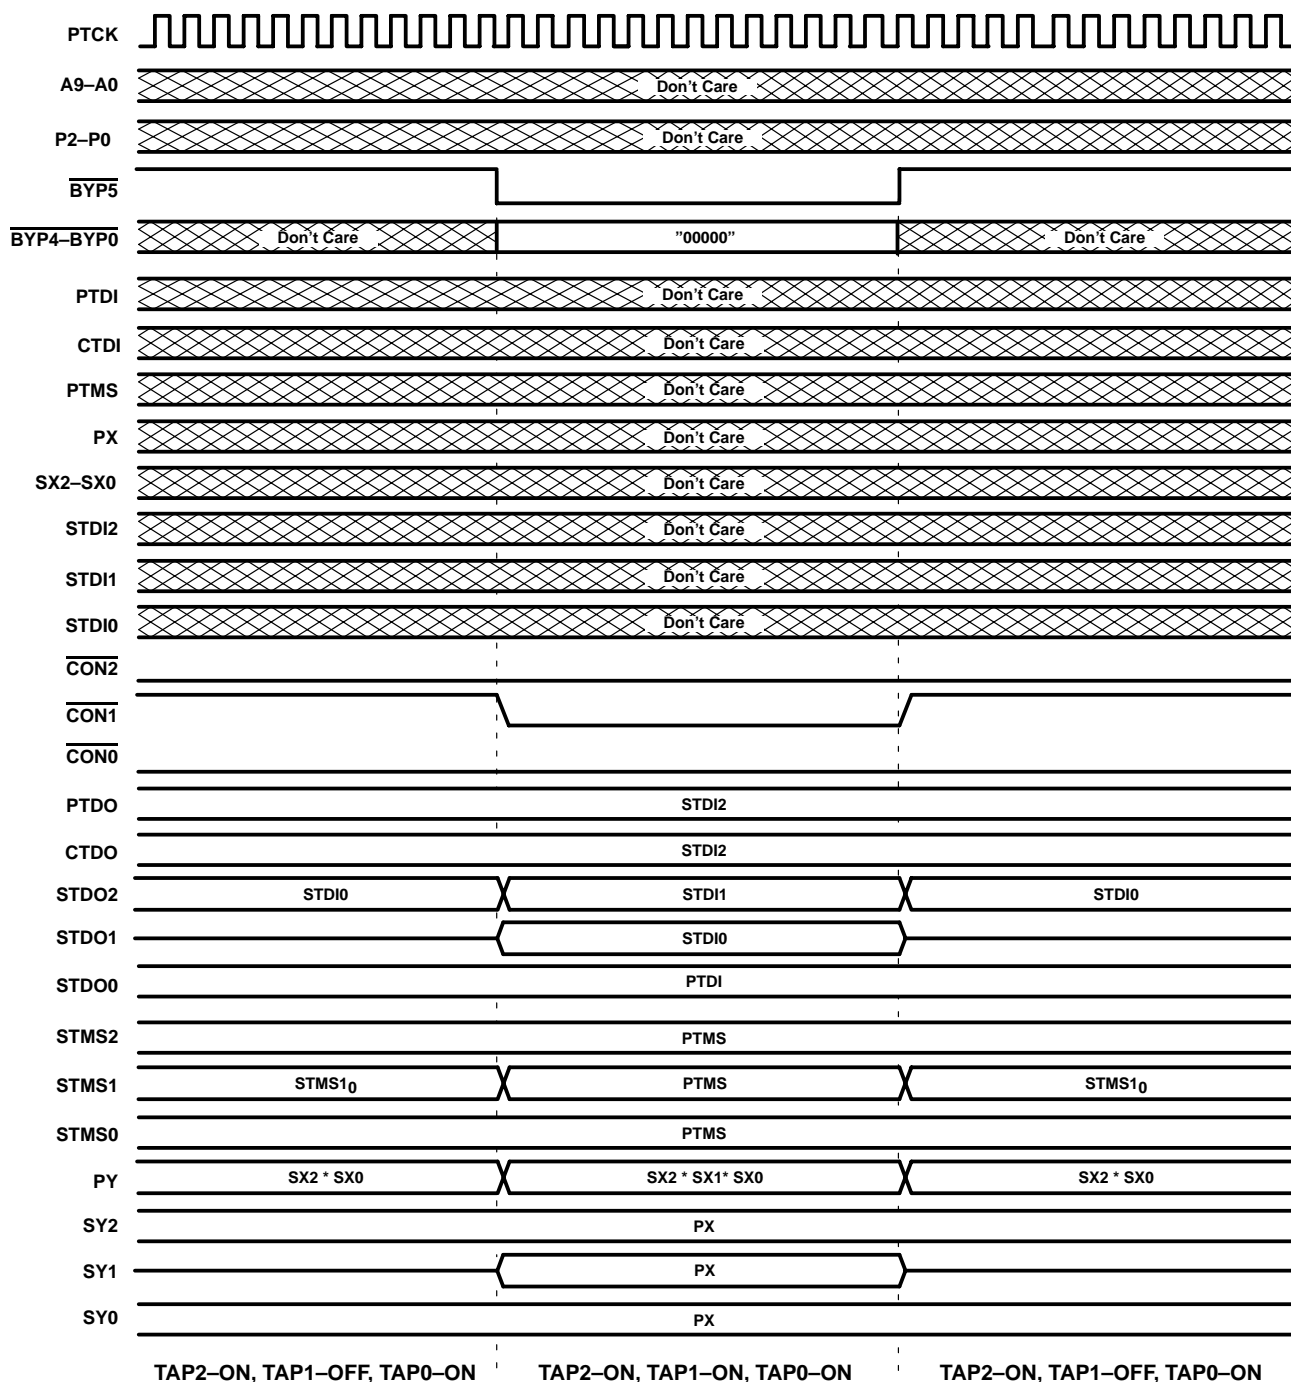 PTCK
A9–A0 Don't Care
P2–P0 Don't Care
BYP5
BYP4–BYP0 Don't Care ”00000” Don't Care
PTDI Don't Care
CTDI Don't Care
PTMS Don't Care
PX Don't Care
SX2–SX0 Don't Care
STDI2 Don't Care
STDI1 Don't Care
STDI0 Don't Care
CON2
CON1
CON0
PTDO STDI2
CTDO STDI2
STDO2 STDI0 STDI1 STDI0
STDO1 STDI0
STDO0 PTDI
STMS2 PTMS
STMS1 STMS10 PTMS STMS10
STMS0 PTMS
PY SX2 * SX0 SX2 * SX1* SX0 SX2 * SX0
SY2 PX
SY1 PX
SY0 PX
TAP2–ON, TAP1–OFF, TAP0–ON TAP2–ON, TAP1–ON, TAP0–ON TAP2–ON, TAP1–OFF, TAP0–ON